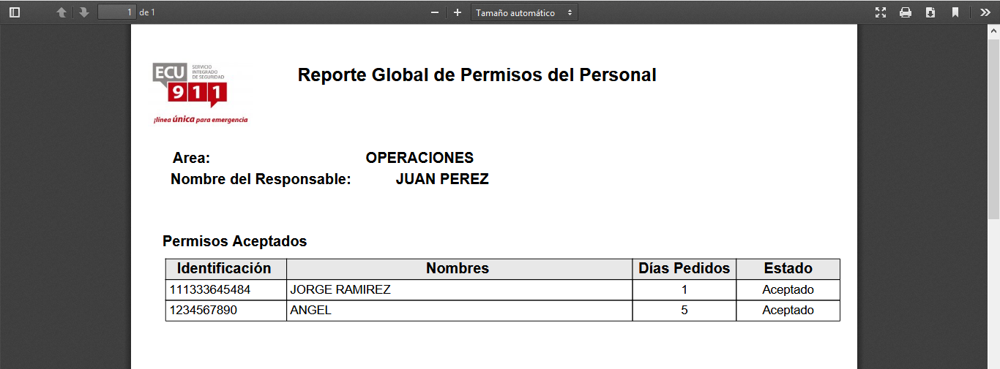 1 de 1 Tamaño automático
ECU SERVICIO
INTEGRADO
DE SEGURIDAD
911
¡línea única para emergencia
Reporte Global de Permisos del Personal
Area: OPERACIONES
Nombre del Responsable: JUAN PEREZ
Permisos Aceptados
Identificación Nombres Días Pedidos Estado
111333645484 JORGE RAMIREZ 1 Aceptado
1234567890 ANGEL 5 Aceptado